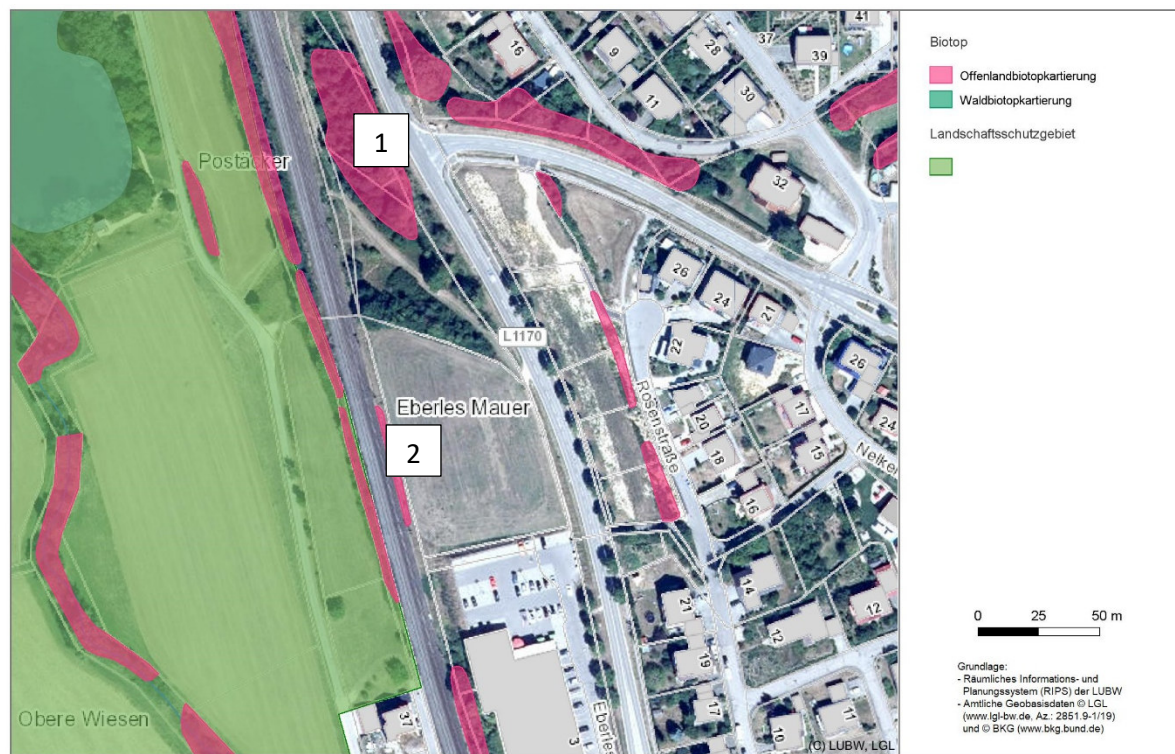 Biotop
Offenlandbiotopkartierung
Waldbiotopkartierung
Landschaftsschutzgebiet
0 25 50 m
Grundlage:
- Räumliches Informations- und
Planungssystem (RIPS) der LUBW
- Amtliche Geobasisdaten © LGL
(www.lgl-bw.de, Az.: 2851.9-1/19)
und © BKG (www.bkg.bund.de)
41
16
9
28
37
39
11
30
1
Postäcker
32
26
24
21
L1170
22
26
Eberles Mauer
Rosenstraße
20
17
24
2
18
15
Nelken
16
14
21
12
12
19
Obere Wiesen
37
17
11
3
Eberle
10
(C) LUBW, LGL